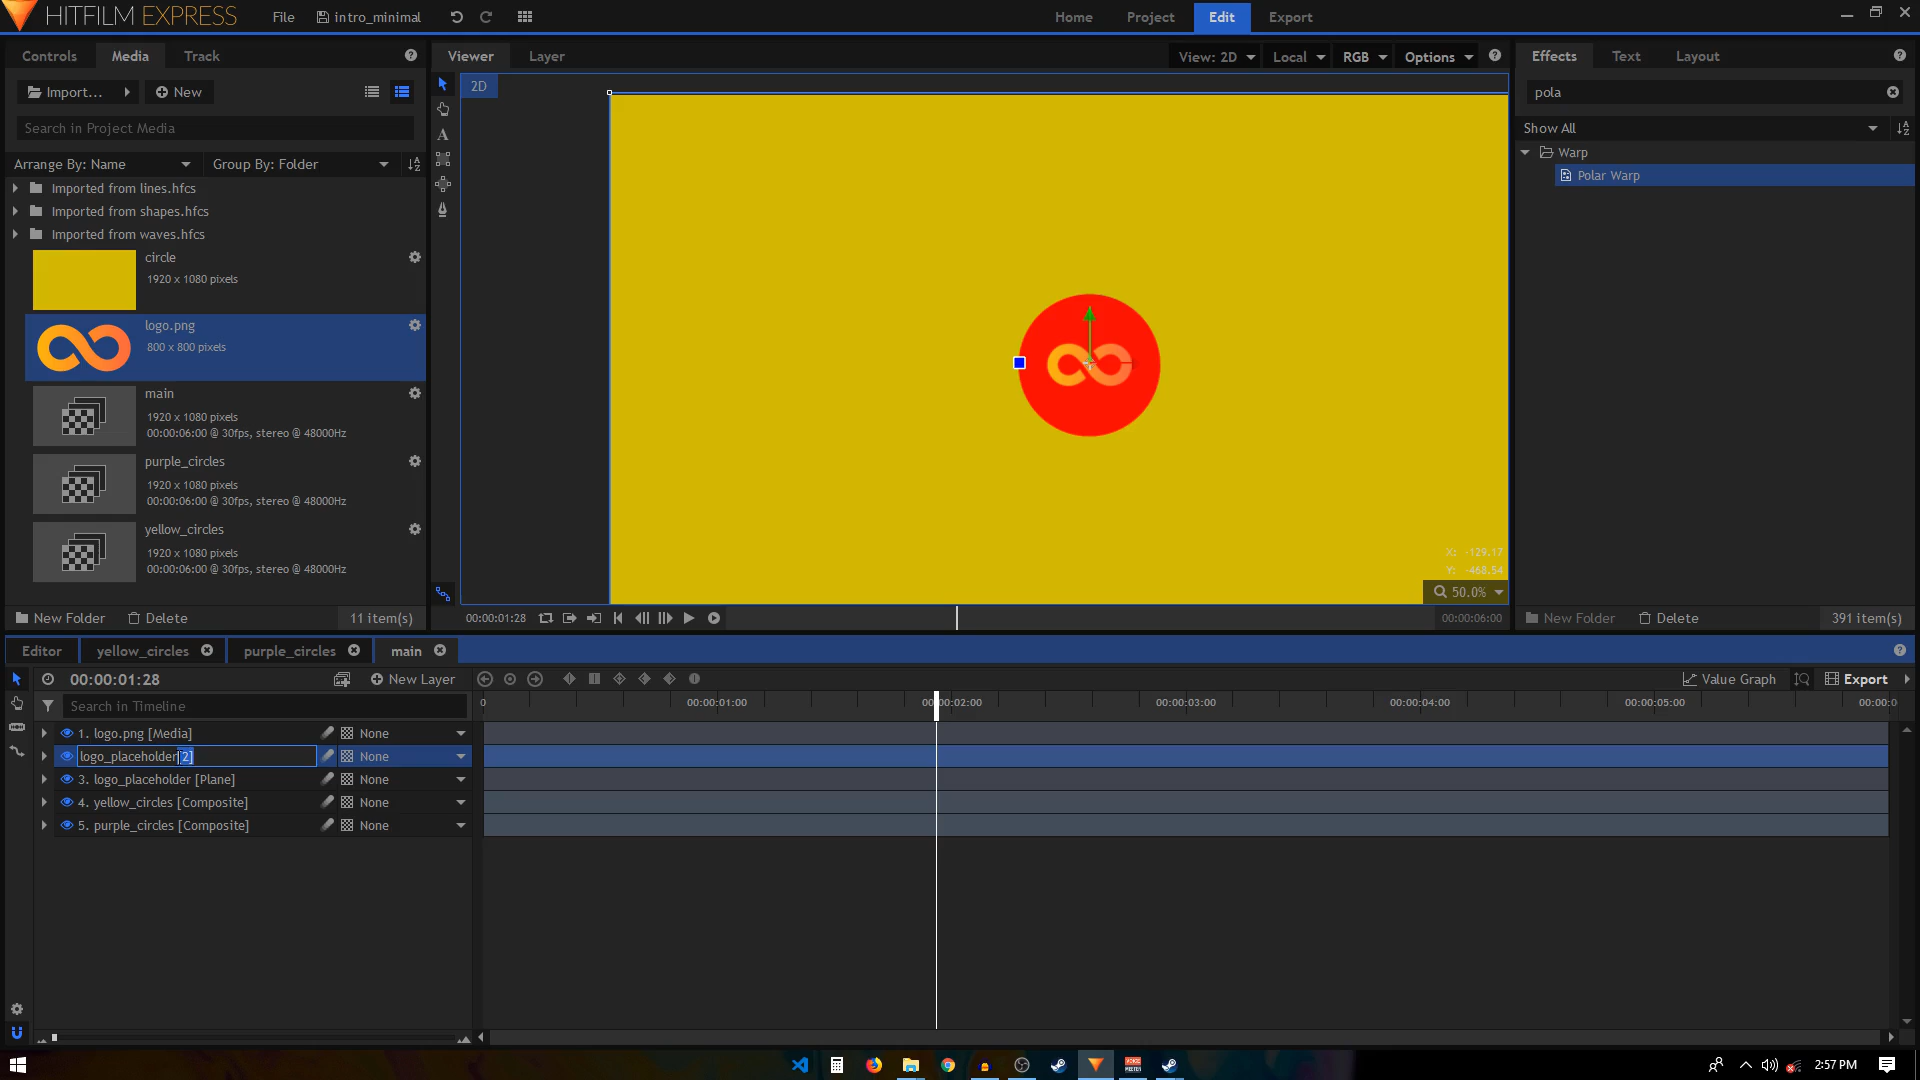 HITFILM EXPRESS
File
intro_minimal
Home
Project
Edit
Export
Controls
Media
Track
Import...
New
Search in Project Media
Arrange By: Name
Group By: Folder
Imported from lines.hfcs
Imported from shapes.hfcs
Imported from waves.hfcs
circle
1920 x 1080 pixels
logo.png
800 x 800 pixels
main
1920 x 1080 pixels
00:00:06:00 @ 30fps, stereo @ 48000Hz
purple_circles
1920 x 1080 pixels
00:00:06:00 @ 30fps, stereo @ 48000Hz
yellow_circles
1920 x 1080 pixels
00:00:06:00 @ 30fps, stereo @ 48000Hz
New Folder
Delete
11 item(s)
Viewer
Layer
View: 2D
Local
RGB
Options
2D
X: -129.17
Y: -468.54
50.0%
00:00:01:28
00:00:06:00
Effects
Text
Layout
pola
Show All
Warp
Polar Warp
New Folder
Delete
391 item(s)
Editor
yellow_circles
purple_circles
main
00:00:01:28
New Layer
Value Graph
Export
Search in Timeline
0
00:00:01:00
00:00:02:00
00:00:03:00
00:00:04:00
00:00:05:00
00:00:0
1. logo.png [Media]
None
logo_placeholder[2]
None
3. logo_placeholder [Plane]
None
4. yellow_circles [Composite]
None
5. purple_circles [Composite]
None
2:57 PM